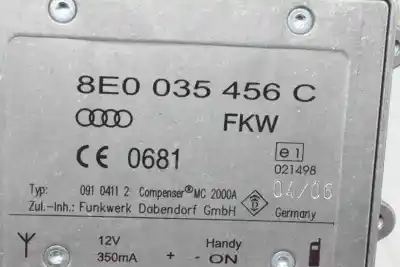 8E0 035 456 C
FKW
CE 0681
e1
021498
04/06
Typ: 091 0411 2 Compenser® MC 2000A
Zul.-Inh.: Funkwerk Dabendorf GmbH
Germany
12V Handy
350mA + - ON